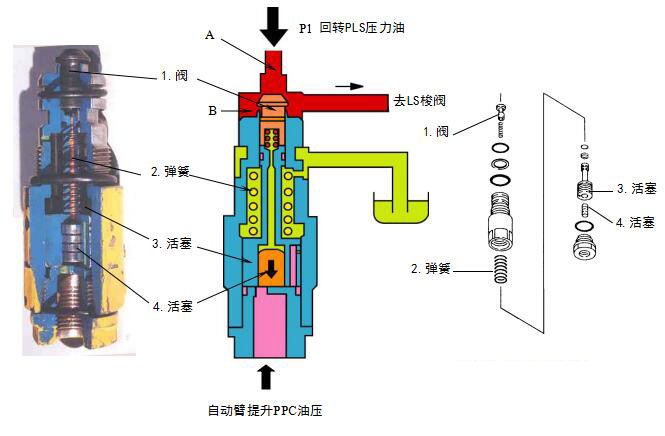 P1 回转PLS压力油
A
1. 阀
B
去LS梭阀
2. 弹簧
3. 活塞
4. 活塞
自动臂提升PPC油压
1. 阀
2. 弹簧
3. 活塞
4. 活塞